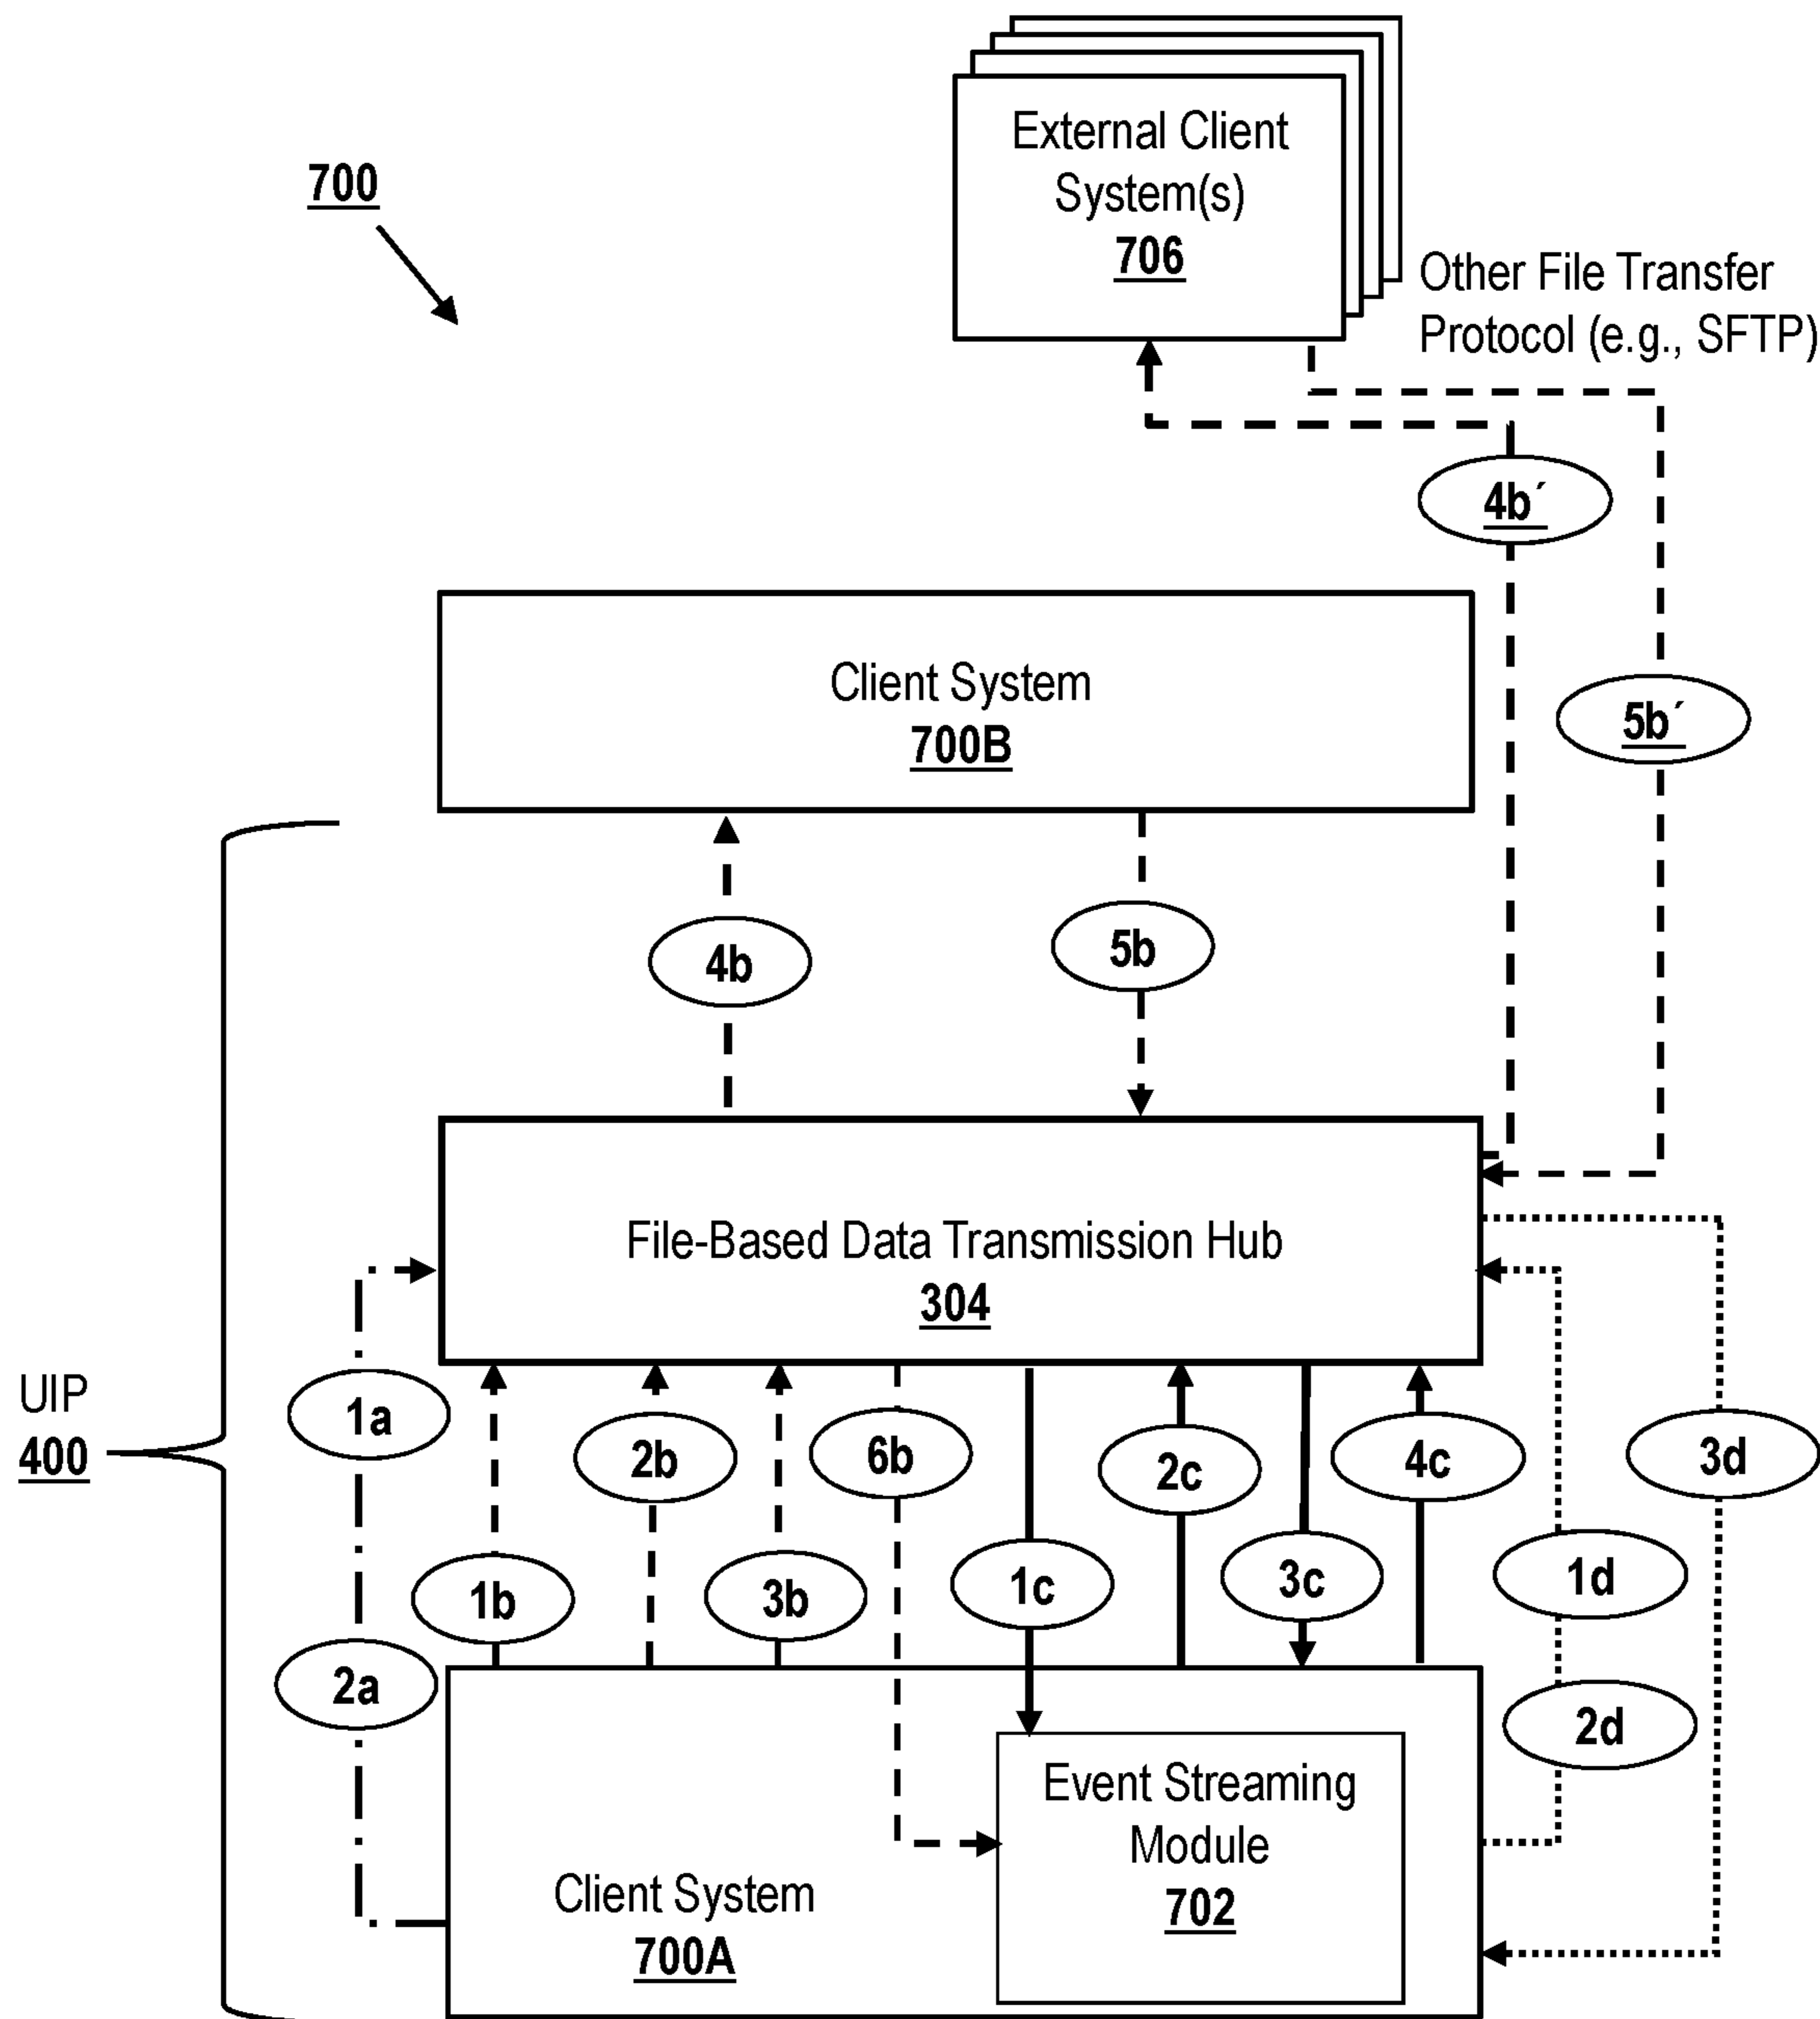 700
External Client
System(s)
706
Other File Transfer
Protocol (e.g., SFTP)
4b´
5b´
Client System
700B
4b
5b
File-Based Data Transmission Hub
304
UIP
400
1a
2a
1b
2b
3b
6b
1c
2c
3c
4c
1d
2d
3d
Event Streaming
Module
702
Client System
700A